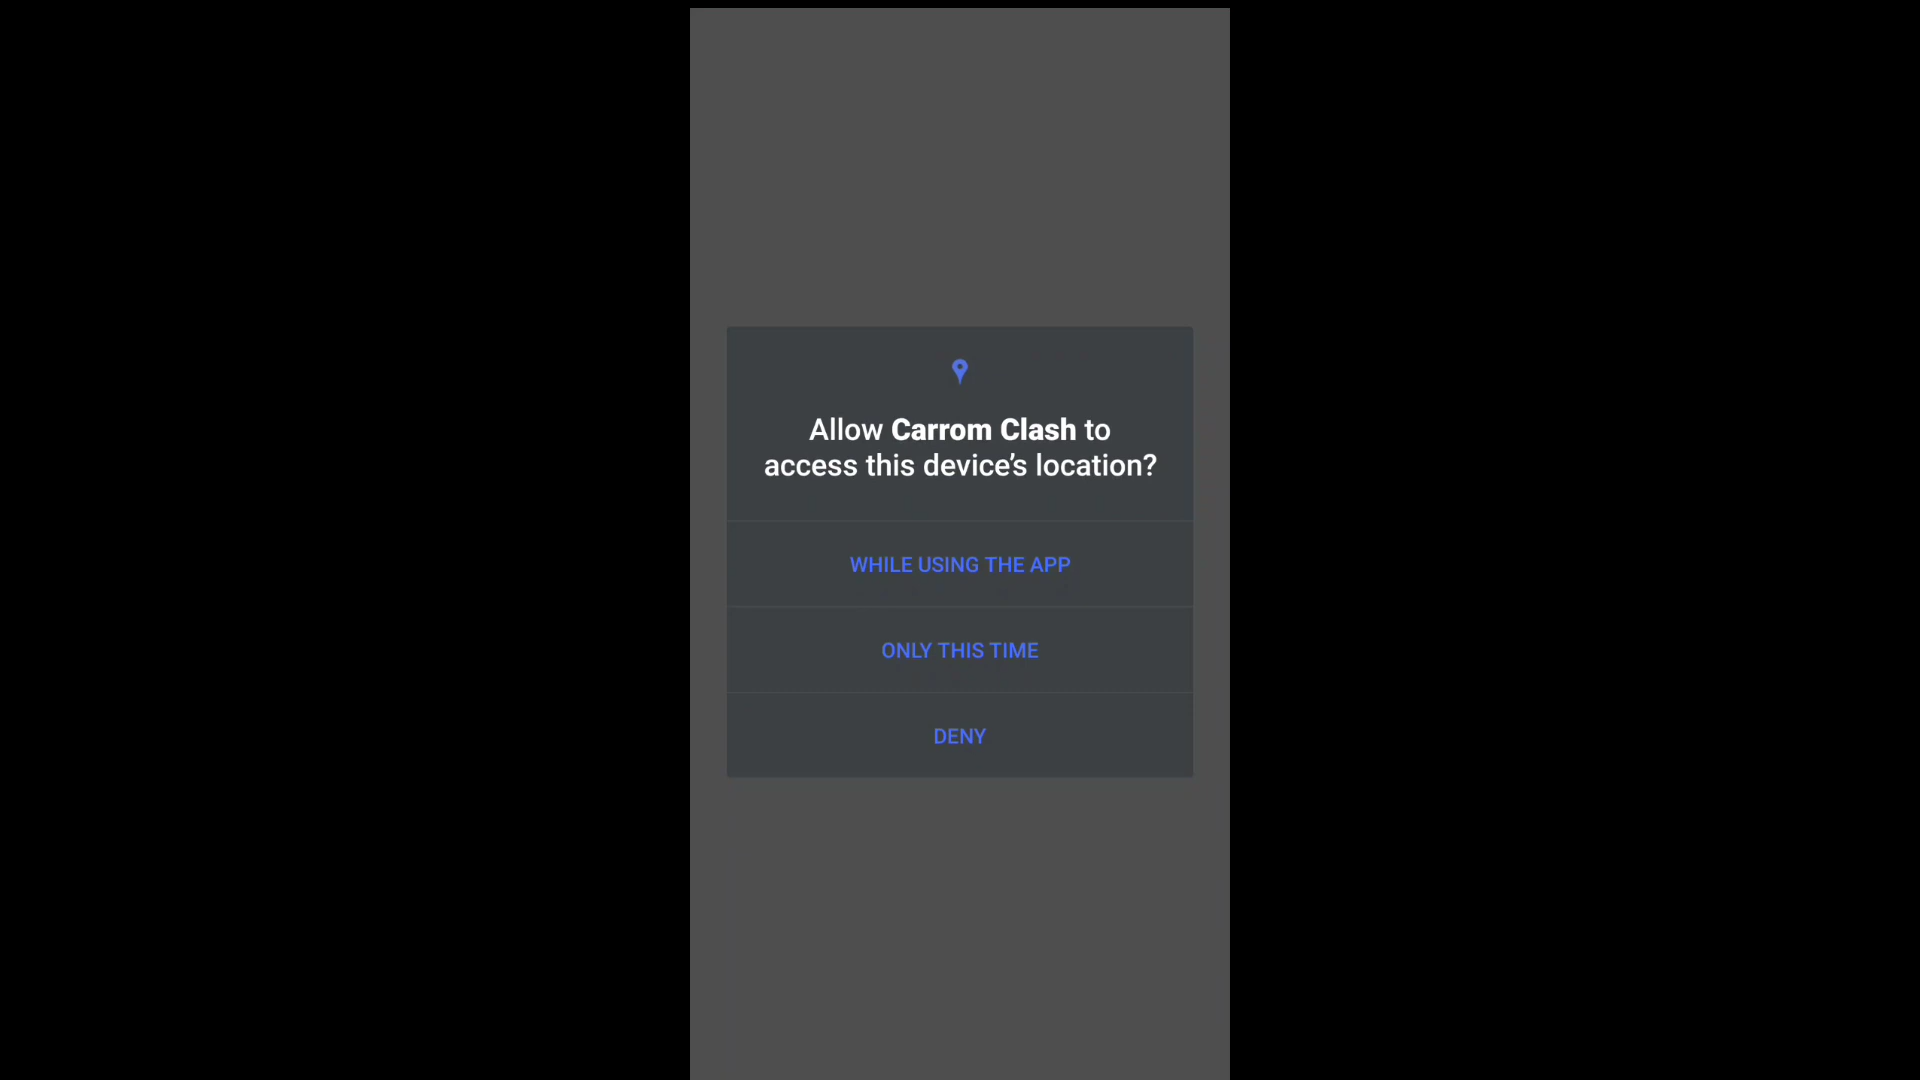 Allow Carrom Clash to
access this device’s location?
WHILE USING THE APP
ONLY THIS TIME
DENY